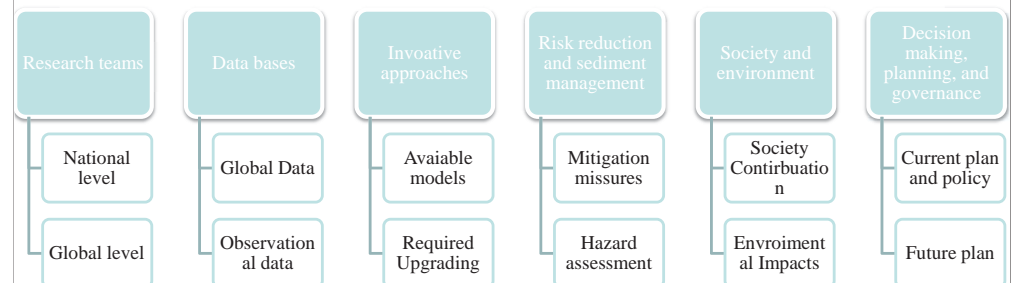 Research teams
National
level
Global level
Data bases
Global Data
Observation
al data
Invoative
approaches
Avaiable
models
Required
Upgrading
Risk reduction
and sediment
management
Mitigation
missures
Hazard
assessment
Society and
environment
Society
Contirbuatio
n
Envroiment
al Impacts
Decision
making,
planning, and
governance
Current plan
and policy
Future plan